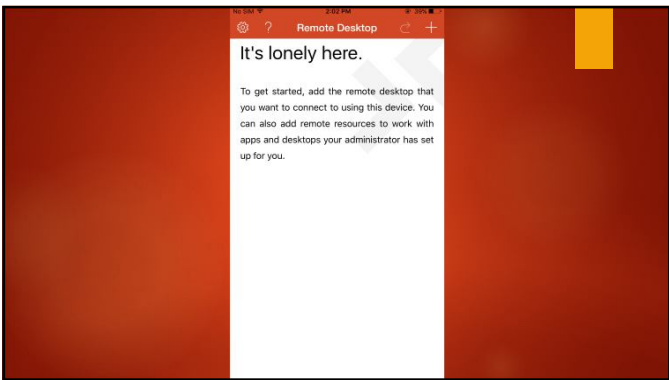 No SIM 2:02 PM 39%
? Remote Desktop +
It's lonely here.
To get started, add the remote desktop that
you want to connect to using this device. You
can also add remote resources to work with
apps and desktops your administrator has set
up for you.